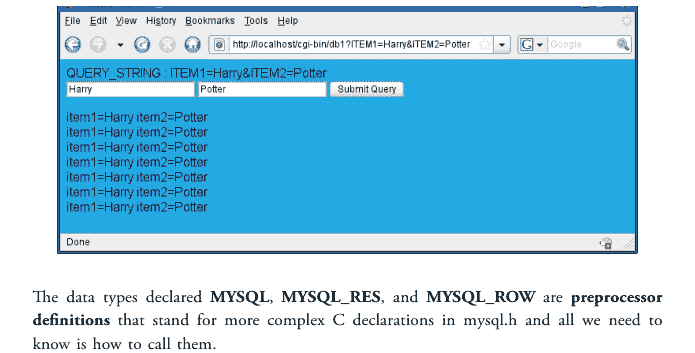 File Edit View History Bookmarks Tools Help
http://localhost/cgi-bin/db1?ITEM1=Harry&ITEM2=Potter
G Google
QUERY_STRING : ITEM1=Harry&ITEM2=Potter
Harry Potter Submit Query
item1=Harry item2=Potter
item1=Harry item2=Potter
item1=Harry item2=Potter
item1=Harry item2=Potter
item1=Harry item2=Potter
item1=Harry item2=Potter
item1=Harry item2=Potter
Done
The data types declared MYSQL, MYSQL_RES, and MYSQL_ROW are preprocessor
definitions that stand for more complex C declarations in mysql.h and all we need to
know is how to call them.